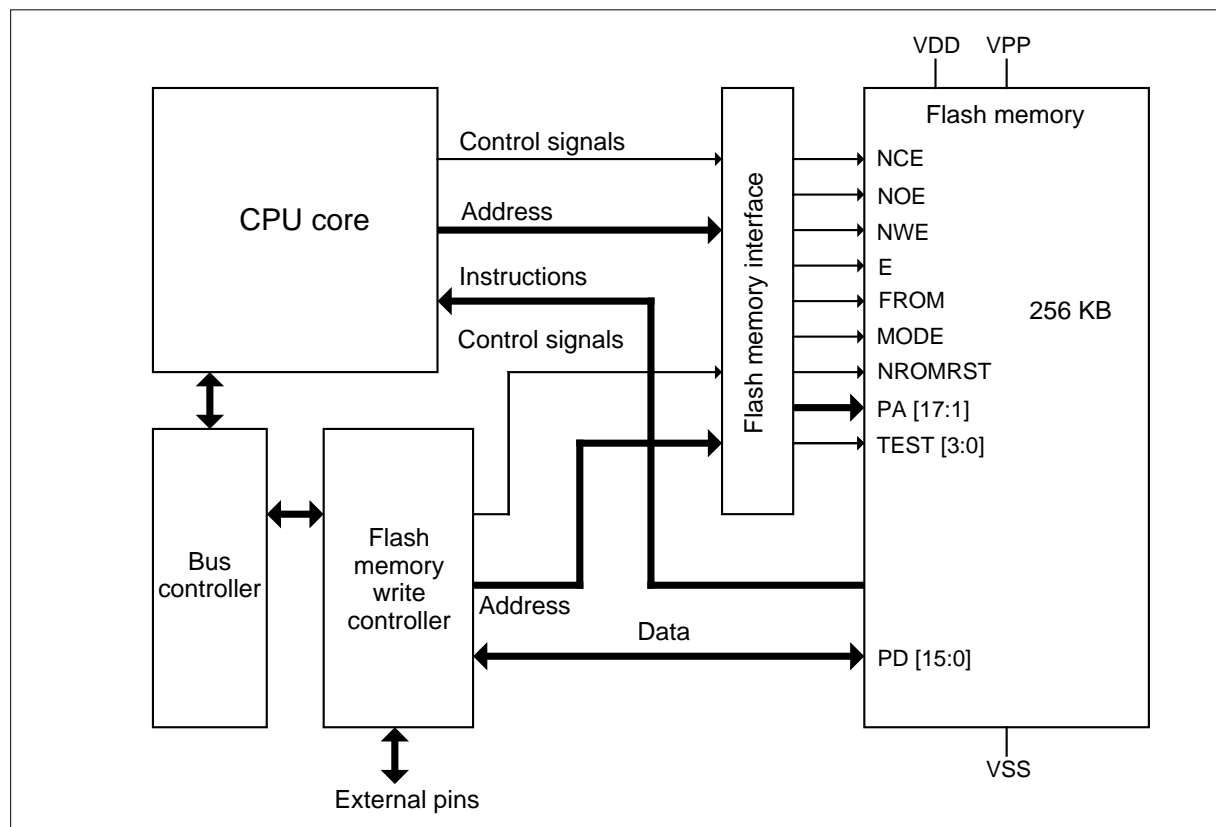 VDD VPP
Flash memory
CPU core
Control signals
Address
Instructions
Control signals
Flash memory interface
NCE
NOE
NWE
E
FROM
MODE
NROMRST
PA [17:1]
TEST [3:0]
256 KB
Bus
controller
Flash
memory
write
controller
Address
Data
PD [15:0]
VSS
External pins